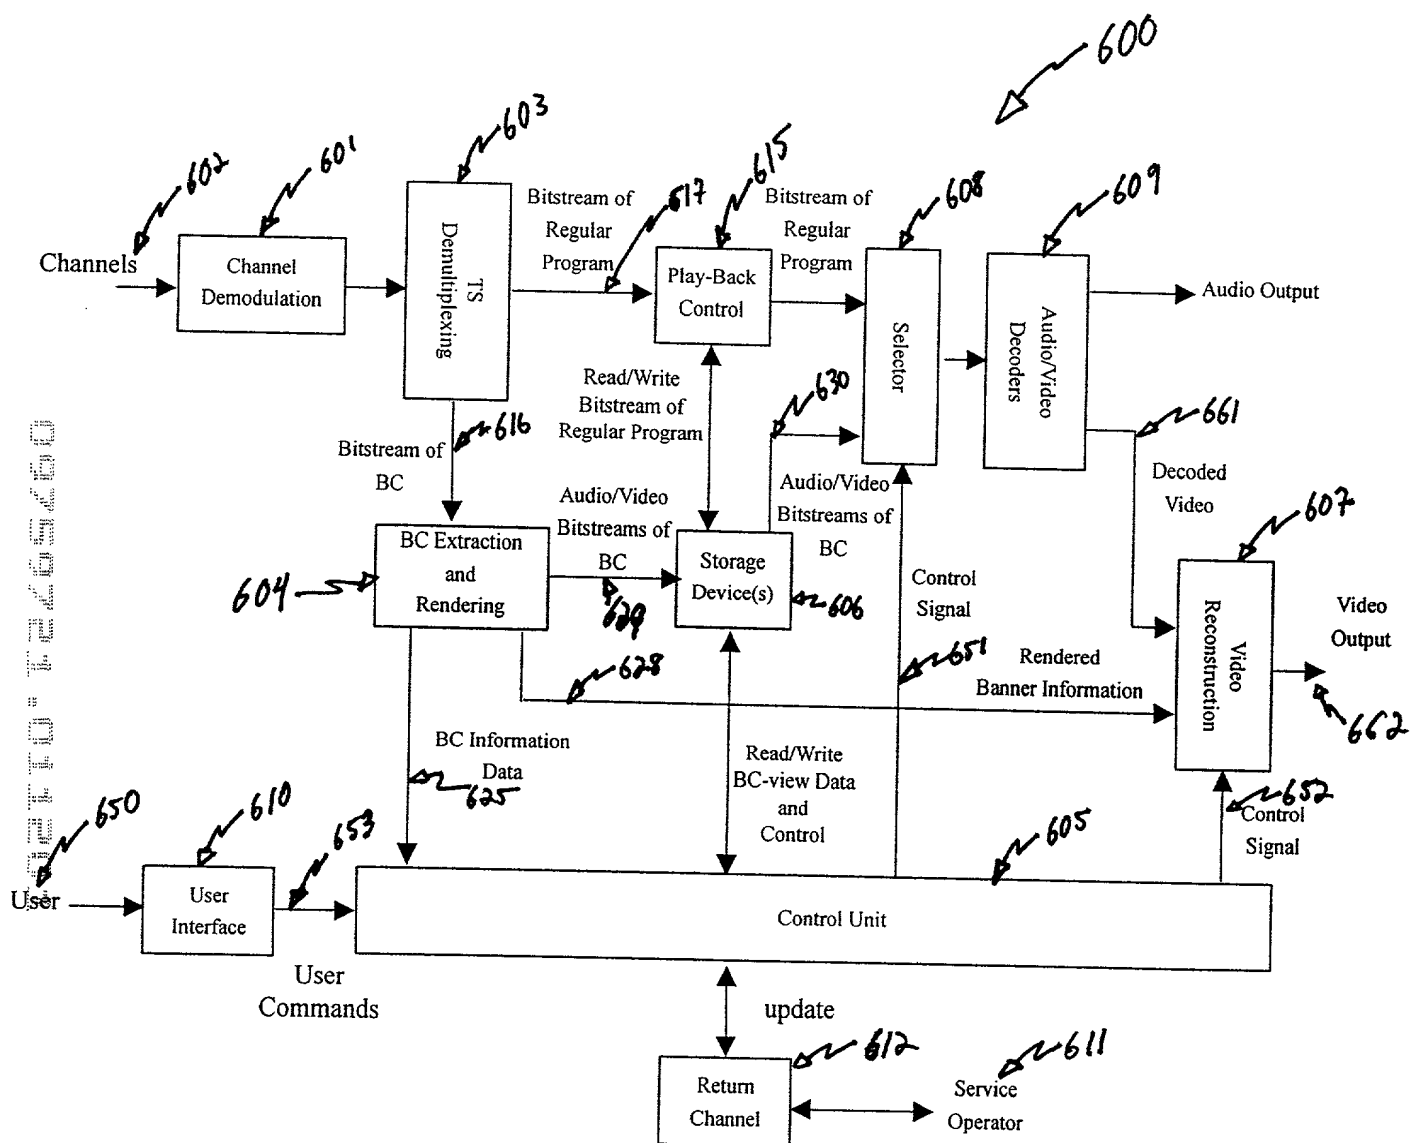 600
603
602
601
615
608
609
617
Bitstream of
Regular
Program
Bitstream of
Regular
Program
Channels
Channel
Demodulation
TS
Demultiplexing
Play-Back
Control
Selector
Audio/Video
Decoders
Audio Output
Read/Write
Bitstream of
Regular Program
630
661
616
Bitstream of
BC
Audio/Video
Bitstreams of
BC
Audio/Video
Bitstreams of
BC
Decoded
Video
607
604
BC Extraction
and
Rendering
629
Storage
Device(s)
606
Control
Signal
651
Video
Reconstruction
Video
Output
662
628
Rendered
Banner Information
BC Information
Data
625
Read/Write
BC-view Data
and
Control
652
Control
Signal
650
610
653
605
User
User
Interface
Control Unit
User
Commands
update
612
611
Return
Channel
Service
Operator